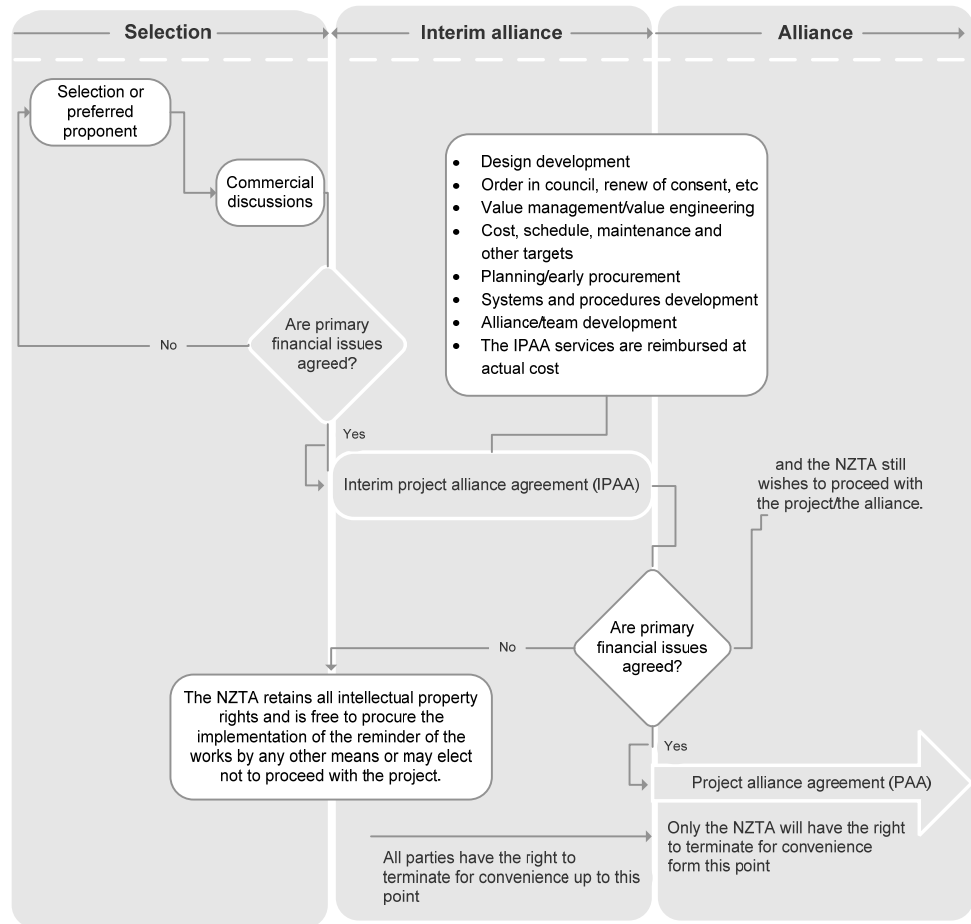 Selection
Interim alliance
Alliance
Selection or
preferred
proponent
Commercial
discussions
Are primary
financial issues
agreed?
No
Yes
• Design development
• Order in council, renew of consent, etc
• Value management/value engineering
• Cost, schedule, maintenance and
other targets
• Planning/early procurement
• Systems and procedures development
• Alliance/team development
• The IPAA services are reimbursed at
actual cost
Interim project alliance agreement (IPAA)
and the NZTA still
wishes to proceed with
the project/the alliance.
Are primary
financial issues
agreed?
No
Yes
The NZTA retains all intellectual property
rights and is free to procure the
implementation of the reminder of the
works by any other means or may elect
not to proceed with the project.
Project alliance agreement (PAA)
All parties have the right to
terminate for convenience up to this
point
Only the NZTA will have the right
to terminate for convenience
form this point